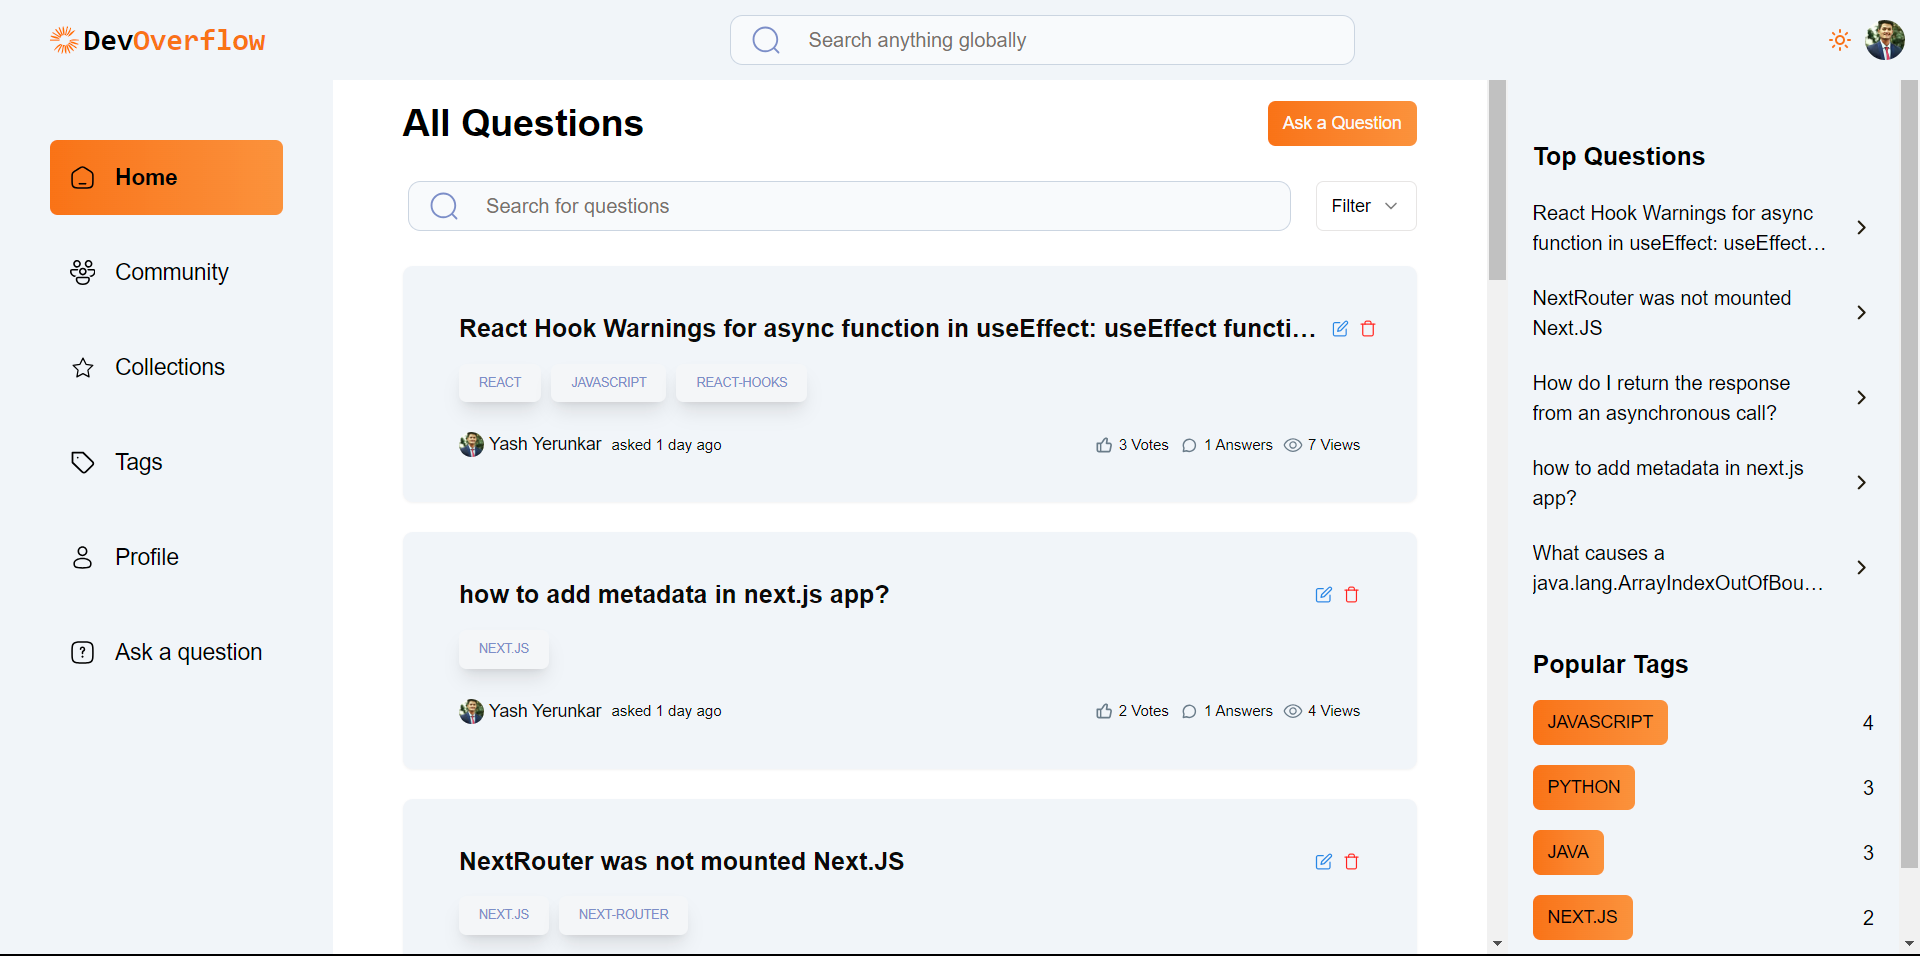 DevOverflow
Search anything globally
Home
Community
Collections
Tags
Profile
Ask a question
All Questions
Ask a Question
Search for questions
Filter
React Hook Warnings for async function in useEffect: useEffect functi...
REACT JAVASCRIPT REACT-HOOKS
Yash Yerunkar asked 1 day ago 3 Votes 1 Answers 7 Views
how to add metadata in next.js app?
NEXT.JS
Yash Yerunkar asked 1 day ago 2 Votes 1 Answers 4 Views
NextRouter was not mounted Next.JS
NEXT.JS NEXT-ROUTER
Top Questions
React Hook Warnings for async
function in useEffect: useEffect...
NextRouter was not mounted
Next.JS
How do I return the response
from an asynchronous call?
how to add metadata in next.js
app?
What causes a
java.lang.ArrayIndexOutOfBou...
Popular Tags
JAVASCRIPT 4
PYTHON 3
JAVA 3
NEXT.JS 2